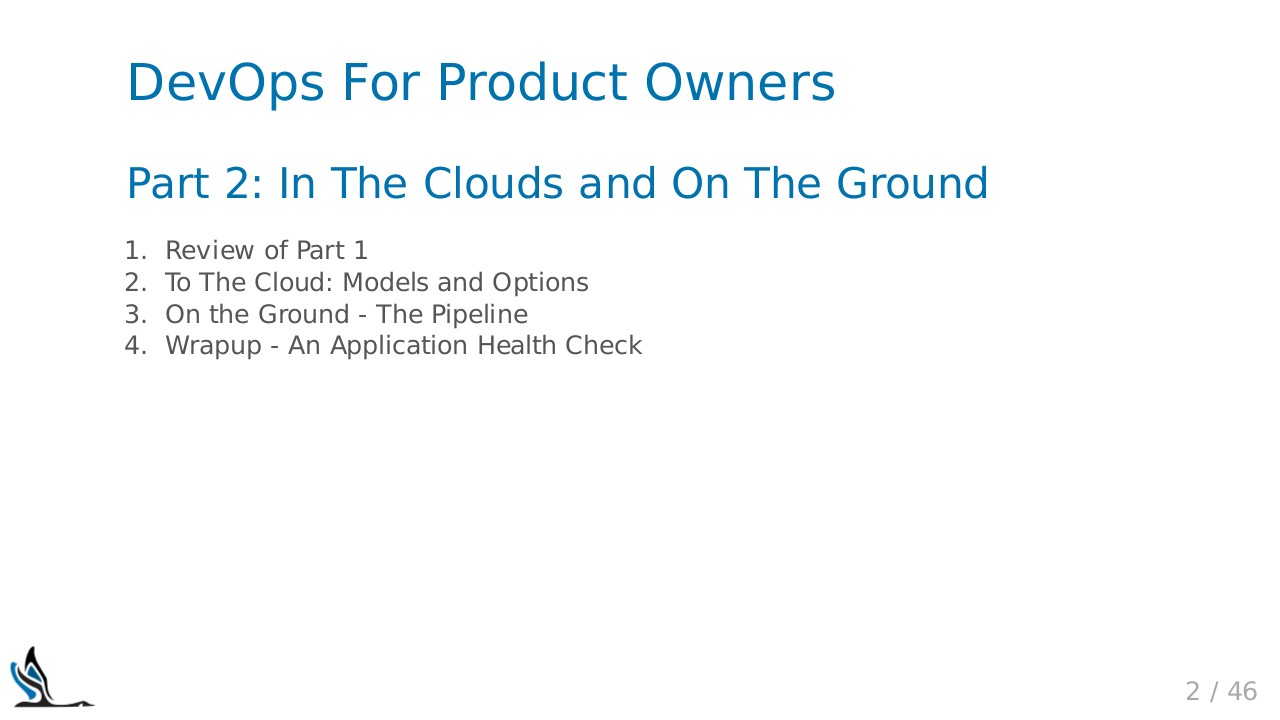 DevOps For Product Owners
Part 2: In The Clouds and On The Ground
1. Review of Part 1
2. To The Cloud: Models and Options
3. On the Ground - The Pipeline
4. Wrapup - An Application Health Check
2 / 46